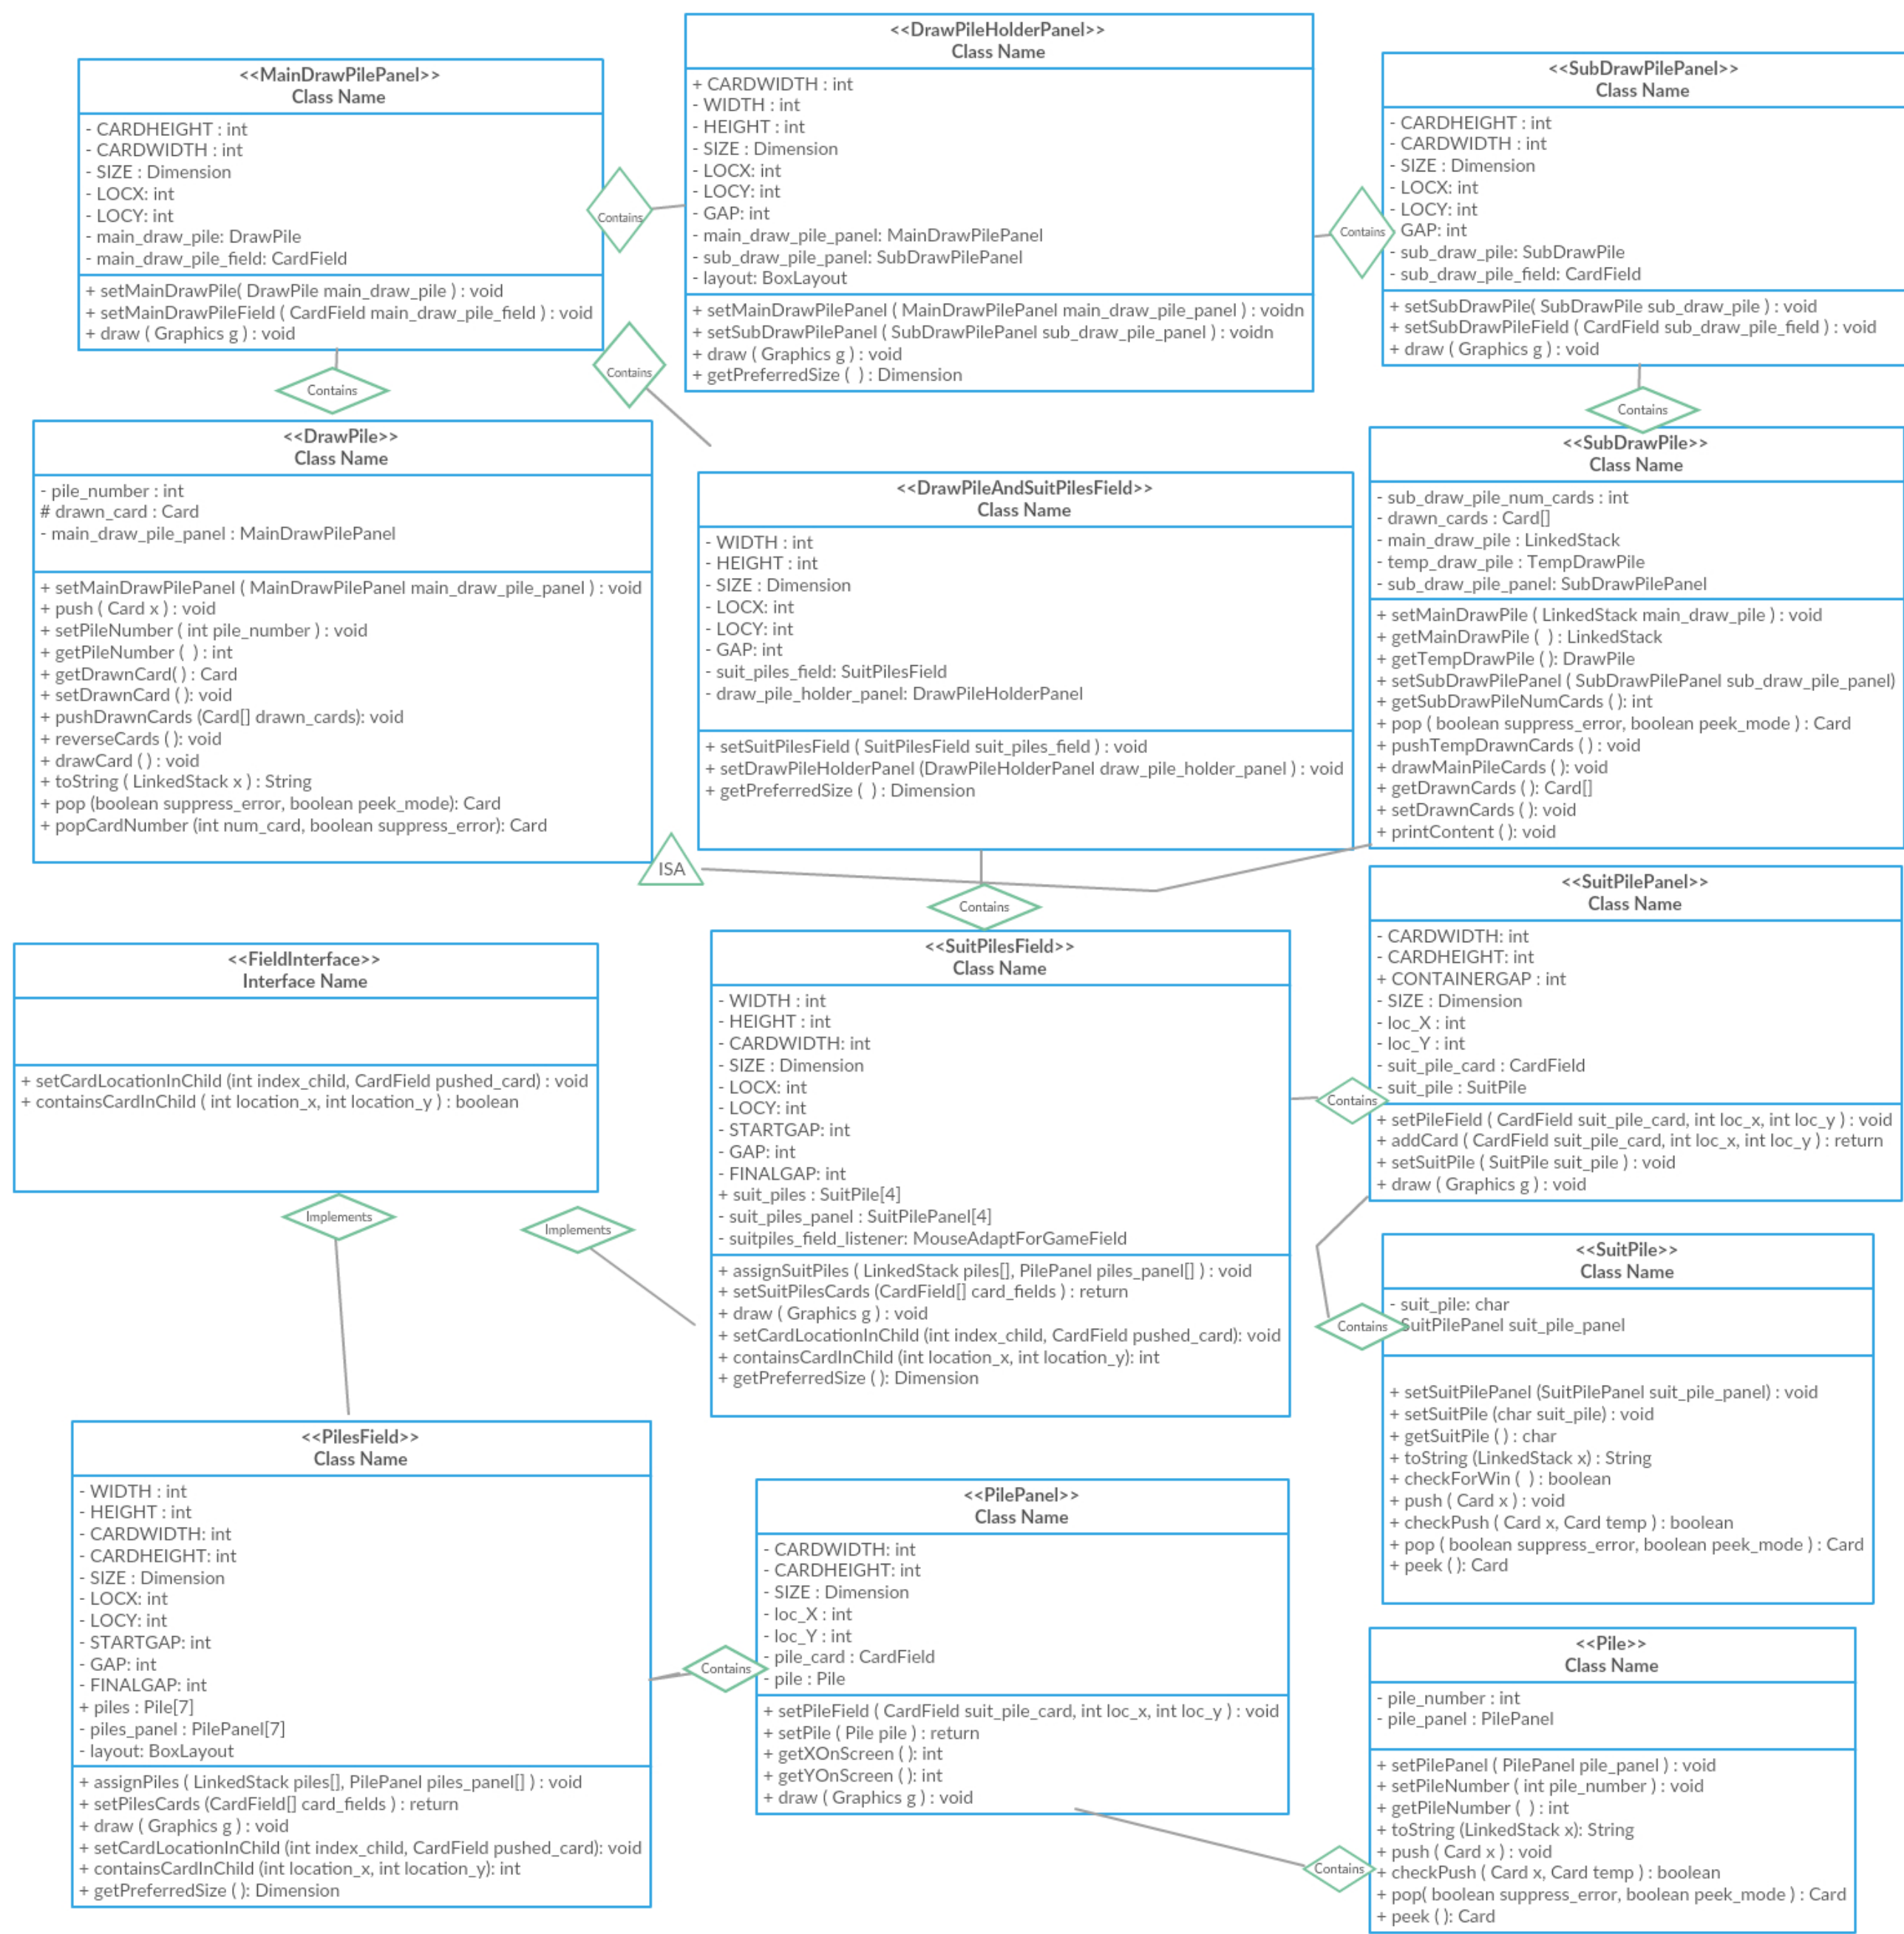 <<MainDrawPilePanel>>
Class Name
- CARDHEIGHT : int
- CARDWIDTH : int
- SIZE : Dimension
- LOCX: int
- LOCY: int
- main_draw_pile: DrawPile
- main_draw_pile_field: CardField
+ setMainDrawPile( DrawPile main_draw_pile ) : void
+ setMainDrawPileField ( CardField main_draw_pile_field ) : void
+ draw ( Graphics g ) : void
Contains
<<DrawPileHolderPanel>>
Class Name
+ CARDWIDTH : int
- WIDTH : int
- HEIGHT : int
- SIZE : Dimension
- LOCX: int
- LOCY: int
- GAP: int
- main_draw_pile_panel: MainDrawPilePanel
- sub_draw_pile_panel: SubDrawPilePanel
- layout: BoxLayout
+ setMainDrawPilePanel ( MainDrawPilePanel main_draw_pile_panel ) : voidn
+ setSubDrawPilePanel ( SubDrawPilePanel sub_draw_pile_panel ) : voidn
+ draw ( Graphics g ) : void
+ getPreferredSize ( ) : Dimension
Contains
<<SubDrawPilePanel>>
Class Name
- CARDHEIGHT : int
- CARDWIDTH : int
- SIZE : Dimension
- LOCX: int
- LOCY: int
GAP: int
- sub_draw_pile: SubDrawPile
- sub_draw_pile_field: CardField
+ setSubDrawPile( SubDrawPile sub_draw_pile ) : void
+ setSubDrawPileField ( CardField sub_draw_pile_field ) : void
+ draw ( Graphics g ) : void
Contains
Contains
Contains
<<DrawPile>>
Class Name
- pile_number : int
# drawn_card : Card
- main_draw_pile_panel : MainDrawPilePanel
+ setMainDrawPilePanel ( MainDrawPilePanel main_draw_pile_panel ) : void
+ push ( Card x ) : void
+ setPileNumber ( int pile_number ) : void
+ getPileNumber ( ) : int
+ getDrawnCard( ) : Card
+ setDrawnCard ( ): void
+ pushDrawnCards (Card[] drawn_cards): void
+ reverseCards ( ): void
+ drawCard ( ) : void
+ toString ( LinkedStack x ) : String
+ pop (boolean suppress_error, boolean peek_mode): Card
+ popCardNumber (int num_card, boolean suppress_error): Card
<<DrawPileAndSuitPilesField>>
Class Name
- WIDTH : int
- HEIGHT : int
- SIZE : Dimension
- LOCX: int
- LOCY: int
- GAP: int
- suit_piles_field: SuitPilesField
- draw_pile_holder_panel: DrawPileHolderPanel
+ setSuitPilesField ( SuitPilesField suit_piles_field ) : void
+ setDrawPileHolderPanel (DrawPileHolderPanel draw_pile_holder_panel ) : void
+ getPreferredSize ( ) : Dimension
<<SubDrawPile>>
Class Name
- sub_draw_pile_num_cards : int
- drawn_cards : Card[]
- main_draw_pile : LinkedStack
- temp_draw_pile : TempDrawPile
- sub_draw_pile_panel: SubDrawPilePanel
+ setMainDrawPile ( LinkedStack main_draw_pile ) : void
+ getMainDrawPile ( ) : LinkedStack
+ getTempDrawPile ( ): DrawPile
+ setSubDrawPilePanel ( SubDrawPilePanel sub_draw_pile_panel)
+ getSubDrawPileNumCards ( ): int
+ pop ( boolean suppress_error, boolean peek_mode ) : Card
+ pushTempDrawnCards ( ) : void
+ drawMainPileCards ( ): void
+ getDrawnCards ( ): Card[]
+ setDrawnCards ( ): void
+ printContent ( ): void
ISA
Contains
<<FieldInterface>>
Interface Name
+ setCardLocationInChild (int index_child, CardField pushed_card) : void
+ containsCardInChild ( int location_x, int location_y ) : boolean
Implements
Implements
<<SuitPilesField>>
Class Name
- WIDTH : int
- HEIGHT : int
- CARDWIDTH: int
- SIZE : Dimension
- LOCX: int
- LOCY: int
- STARTGAP: int
- GAP: int
- FINALGAP: int
+ suit_piles : SuitPile[4]
- suit_piles_panel : SuitPilePanel[4]
- suitpiles_field_listener: MouseAdaptForGameField
+ assignSuitPiles ( LinkedStack piles[], PilePanel piles_panel[] ) : void
+ setSuitPilesCards (CardField[] card_fields ) : return
+ draw ( Graphics g ) : void
+ setCardLocationInChild (int index_child, CardField pushed_card): void
+ containsCardInChild (int location_x, int location_y): int
+ getPreferredSize ( ): Dimension
Contains
<<SuitPilePanel>>
Class Name
- CARDWIDTH: int
- CARDHEIGHT: int
+ CONTAINERGAP : int
- SIZE : Dimension
- loc_X : int
- loc_Y : int
- suit_pile_card : CardField
- suit_pile : SuitPile
+ setPileField ( CardField suit_pile_card, int loc_x, int loc_y ) : void
+ addCard ( CardField suit_pile_card, int loc_x, int loc_y ) : return
+ setSuitPile ( SuitPile suit_pile ) : void
+ draw ( Graphics g ) : void
Contains
<<SuitPile>>
Class Name
- suit_pile: char
SuitPilePanel suit_pile_panel
+ setSuitPilePanel (SuitPilePanel suit_pile_panel) : void
+ setSuitPile (char suit_pile) : void
+ getSuitPile ( ) : char
+ toString (LinkedStack x) : String
+ checkForWin ( ) : boolean
+ push ( Card x ) : void
+ checkPush ( Card x, Card temp ) : boolean
+ pop ( boolean suppress_error, boolean peek_mode ) : Card
+ peek ( ): Card
<<PilesField>>
Class Name
- WIDTH : int
- HEIGHT : int
- CARDWIDTH: int
- CARDHEIGHT: int
- SIZE : Dimension
- LOCX: int
- LOCY: int
- STARTGAP: int
- GAP: int
- FINALGAP: int
+ piles : Pile[7]
- piles_panel : PilePanel[7]
- layout: BoxLayout
+ assignPiles ( LinkedStack piles[], PilePanel piles_panel[] ) : void
+ setPilesCards (CardField[] card_fields ) : return
+ draw ( Graphics g ) : void
+ setCardLocationInChild (int index_child, CardField pushed_card): void
+ containsCardInChild (int location_x, int location_y): int
+ getPreferredSize ( ): Dimension
Contains
<<PilePanel>>
Class Name
- CARDWIDTH: int
- CARDHEIGHT: int
- SIZE : Dimension
- loc_X : int
- loc_Y : int
- pile_card : CardField
- pile : Pile
+ setPileField ( CardField suit_pile_card, int loc_x, int loc_y ) : void
+ setPile ( Pile pile ) : return
+ getXOnScreen ( ): int
+ getYOnScreen ( ): int
+ draw ( Graphics g ) : void
Contains
<<Pile>>
Class Name
- pile_number : int
- pile_panel : PilePanel
+ setPilePanel ( PilePanel pile_panel ) : void
+ setPileNumber ( int pile_number ) : void
+ getPileNumber ( ) : int
+ toString (LinkedStack x): String
+ push ( Card x ) : void
+ checkPush ( Card x, Card temp ) : boolean
+ pop( boolean suppress_error, boolean peek_mode ) : Card
+ peek ( ): Card